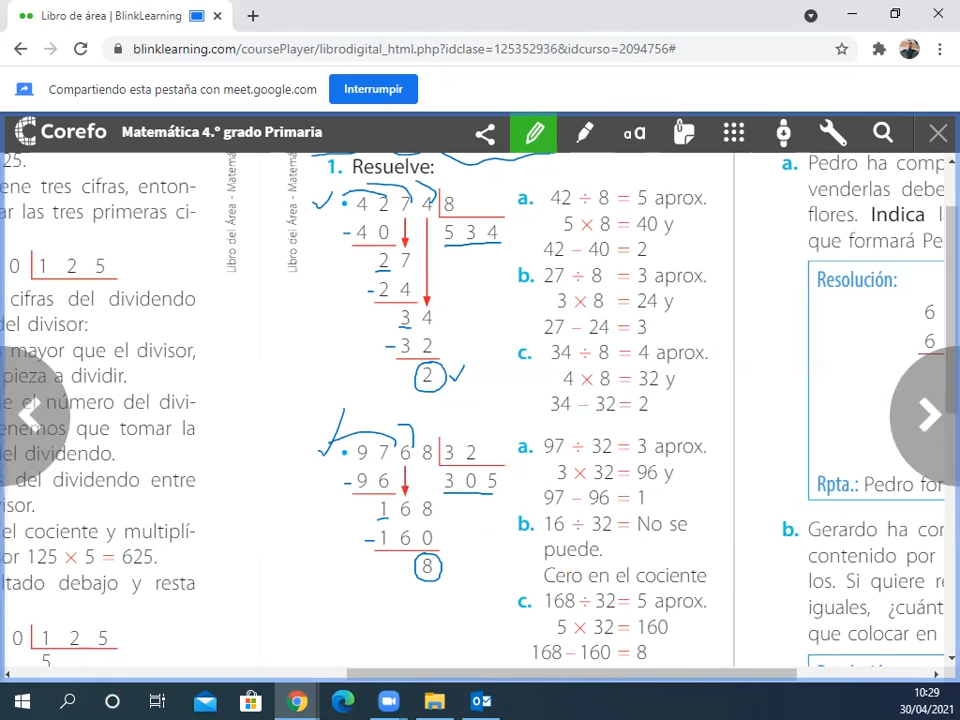 Libro de área | BlinkLearning
blinklearning.com/coursePlayer/librodigital_html.php?idclase=125352936&idcurso=2094756#
Compartiendo esta pestaña con meet.google.com
Interrumpir
Corefo
Matemática 4.º grado Primaria
aa
25.
ene tres cifras, enton-
ar las tres primeras ci-
0 1 2 5
cifras del dividendo
del divisor:
mayor que el divisor,
pieza a dividir.
e el número del divi-
enemos que tomar la
del dividendo.
s del dividendo entre
visor.
el cociente y multiplí-
or 125 × 5 = 625.
ltado debajo y resta
0 1 2 5
5
Libro del Área - Matemá
Libro del Área - Matemá
1. Resuelve:
• 4 2 7 4 8
- 4 0 5 3 4
2 7
- 2 4
3 4
- 3 2
2
• 9 7 6 8 3 2
- 9 6 3 0 5
1 6 8
- 1 6 0
8
a. 42 ÷ 8 = 5 aprox.
5 × 8 = 40 y
42 – 40 = 2
b. 27 ÷ 8 = 3 aprox.
3 × 8 = 24 y
27 – 24 = 3
c. 34 ÷ 8 = 4 aprox.
4 × 8 = 32 y
34 – 32 = 2
a. 97 ÷ 32 = 3 aprox.
3 × 32 = 96 y
97 – 96 = 1
b. 16 ÷ 32 = No se
puede.
Cero en el cociente
c. 168 ÷ 32 = 5 aprox.
5 × 32 = 160
168 – 160 = 8
a. Pedro ha comp
venderlas debe
flores. Indica l
que formará Pe
Resolución:
6
6
Rpta.: Pedro for
b. Gerardo ha cor
contenido por
los. Si quiere re
iguales, ¿cuánt
que colocar en
10:29
30/04/2021